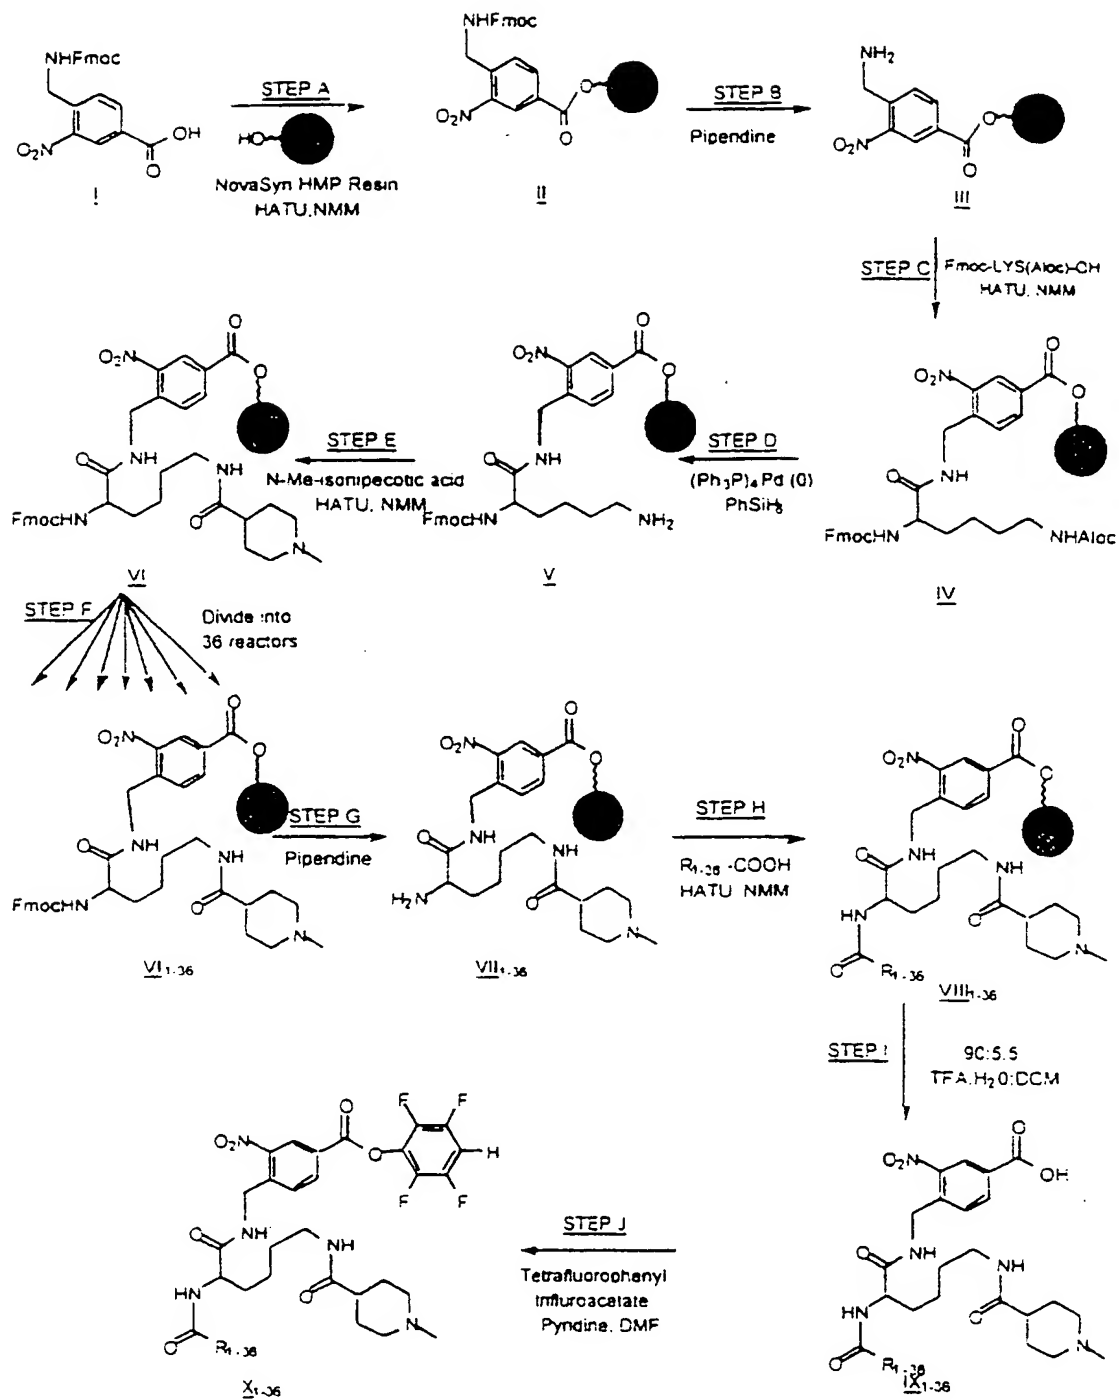 NHFmoc
O₂N
OH
O
I
STEP A
HO
NovaSyn HMP Resin
HATU,NMM
NHFmoc
O₂N
O
O
II
STEP B
Pipendine
NH₂
O₂N
O
O
III
STEP C
Fmoc-LYS(Aloc)-OH
HATU, NMM
O
O₂N
O
O
NH
FmocHN
NHAloc
IV
STEP D
(Ph₃P)₄Pd (0)
PhSiH₃
O
O₂N
O
O
NH
FmocHN
NH₂
V
STEP E
N-Me-isonipecotic acid
HATU, NMM
O
O₂N
O
O
NH
NH
FmocHN
O
N
VI
STEP F
Divide into
36 reactors
O
O₂N
O
O
NH
NH
FmocHN
O
N
VI₁₋₃₆
STEP G
Pipendine
O
O₂N
O
O
NH
NH
H₂N
O
N
VII₁₋₃₆
STEP H
R₁₋₃₆-COOH
HATU NMM
O
O₂N
O
O
NH
NH
HN
O
N
O
R₁₋₃₆
VIII₁₋₃₆
STEP I
90:5:5
TFA:H₂O:DCM
O
O₂N
OH
O
NH
NH
HN
O
N
O
R₁₋₃₆
IX₁₋₃₆
STEP J
Tetrafluorophenyl
trifluroacetate
Pyridine, DMF
O
F
F
O₂N
O
H
F
F
O
NH
NH
HN
O
N
O
R₁₋₃₆
X₁₋₃₆